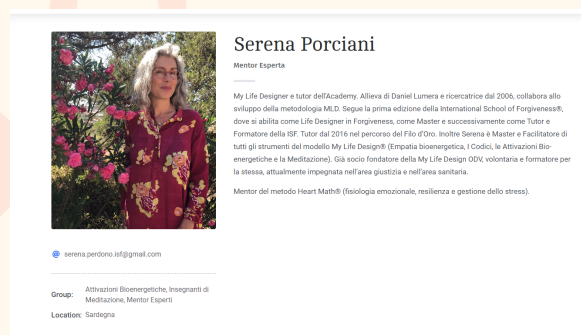 Serena Porciani
Mentor Esperta
My Life Designer e tutor dell'Academy. Allieva di Daniel Lumera e ricercatrice dal 2006, collabora allo
sviluppo della metodologia MLD. Segue la prima edizione della International School of Forgiveness®,
dove si abilita come Life Designer in Forgiveness, come Master e successivamente come Tutor e
Formatore della ISF. Tutor dal 2016 nel percorso del Filo d'Oro. Inoltre Serena è Master e Facilitatore di
tutti gli strumenti del modello My Life Design® (Empatia bioenergetica, I Codici, le Attivazioni Bio-
energetiche e la Meditazione). Già socio fondatore della My Life Design ODV, volontaria e formatore per
la stessa, attualmente impegnata nell'area giustizia e nell'area sanitaria.
Mentor del metodo Heart Math® (fisiologia emozionale, resilienza e gestione dello stress).
@ serena.perdono.isf@gmail.com
Group: Attivazioni Bioenergetiche, Insegnanti di
Meditazione, Mentor Esperti
Location: Sardegna